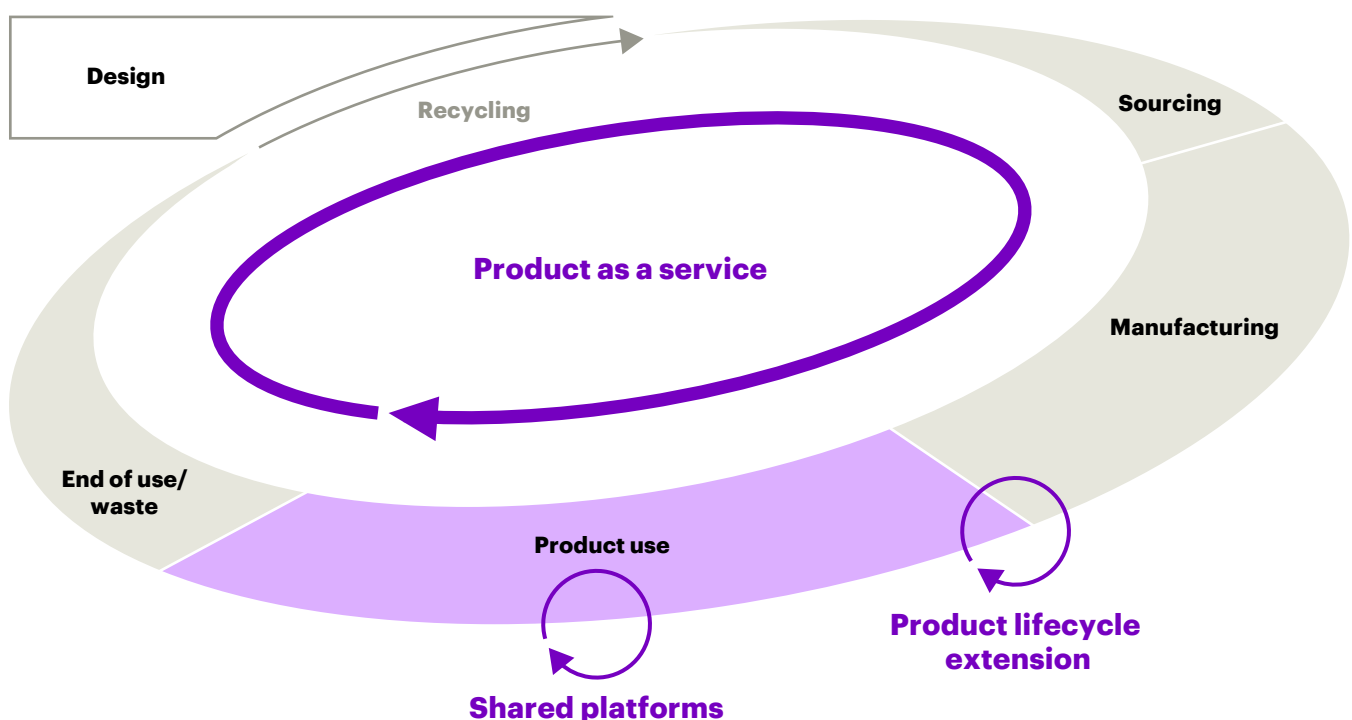 Design
Recycling
Sourcing
Product as a service
Manufacturing
End of use/
waste
Product use
Product lifecycle
extension
Shared platforms